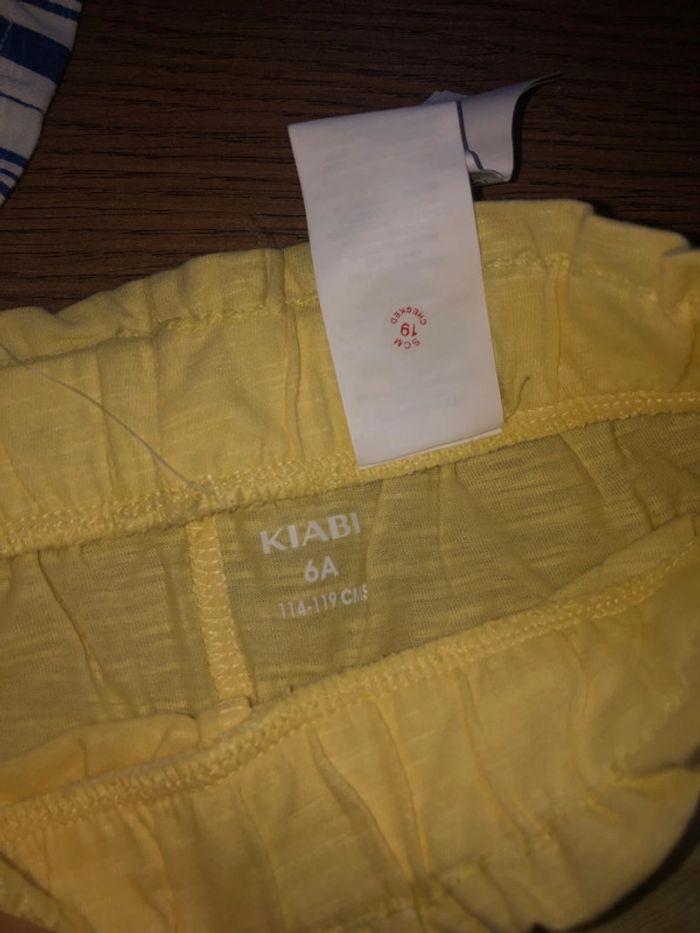 SCM
19
CHECKED
KIABI
6A
114-119 CMS